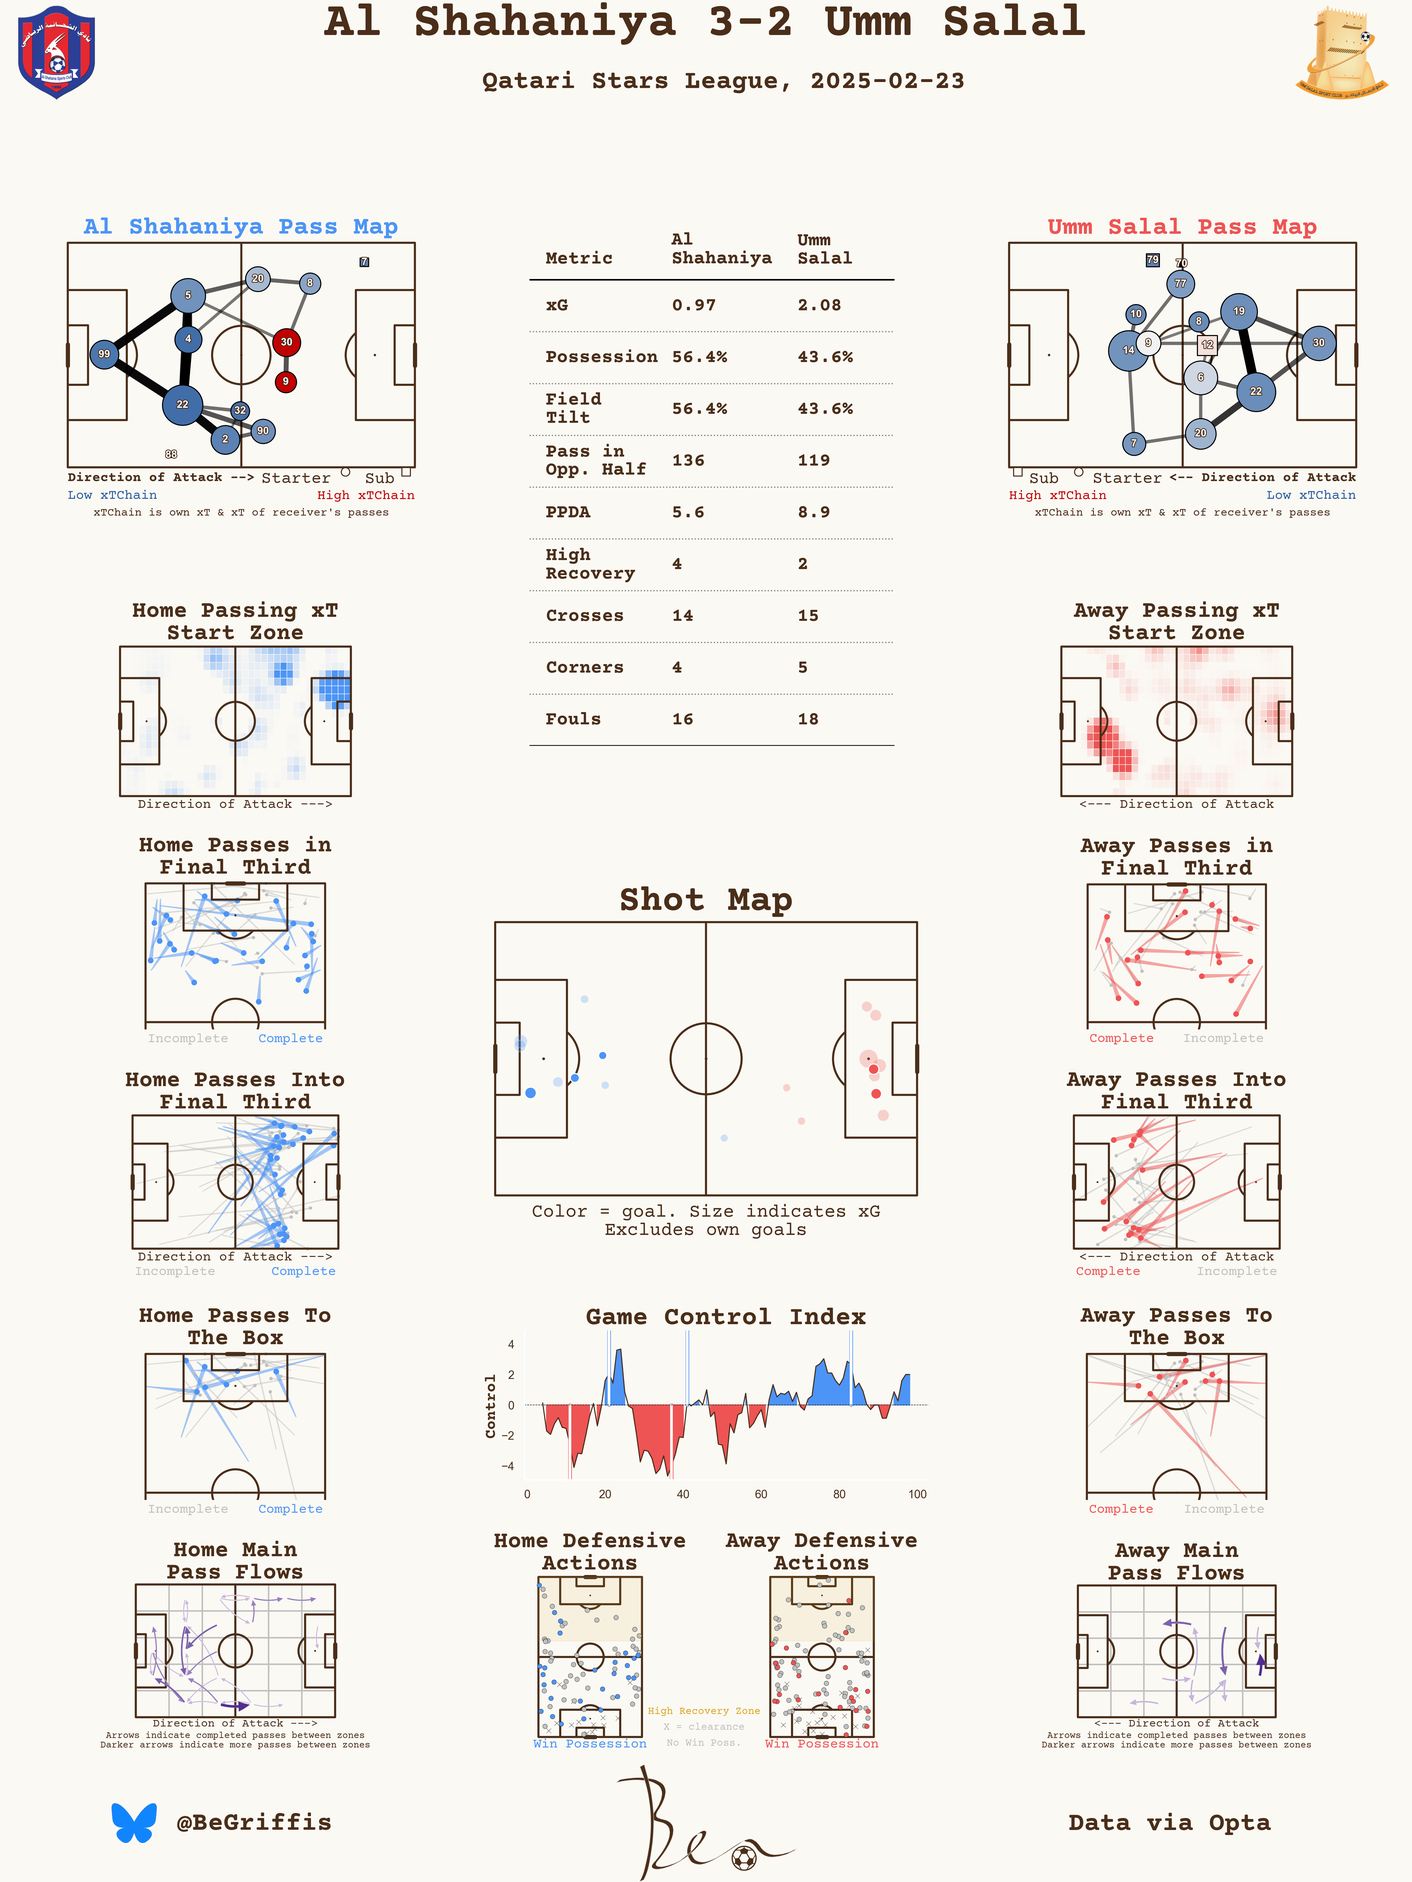 Al Shahaniya 3-2 Umm Salal
Qatari Stars League, 2025-02-23
Al Shahaniya Pass Map
7
20
8
5
4
30
99
9
22
32
2
90
88
Direction of Attack --> Starter Sub
Low xTChain High xTChain
xTChain is own xT & xT of receiver's passes
Metric Al Shahaniya Umm Salal
xG 0.97 2.08
Possession 56.4% 43.6%
Field Tilt 56.4% 43.6%
Pass in Opp. Half 136 119
PPDA 5.6 8.9
High Recovery 4 2
Crosses 14 15
Corners 4 5
Fouls 16 18
Umm Salal Pass Map
79
70
77
10
8
19
14
9
12
30
6
22
20
7
Sub Starter <-- Direction of Attack
High xTChain Low xTChain
xTChain is own xT & xT of receiver's passes
Home Passing xT
Start Zone
Direction of Attack --->
Away Passing xT
Start Zone
<--- Direction of Attack
Home Passes in
Final Third
Incomplete Complete
Away Passes in
Final Third
Complete Incomplete
Shot Map
Color = goal. Size indicates xG
Excludes own goals
Home Passes Into
Final Third
Direction of Attack --->
Incomplete Complete
Away Passes Into
Final Third
<--- Direction of Attack
Complete Incomplete
Home Passes To
The Box
Incomplete Complete
Game Control Index
Control
4
2
0
−2
−4
0 20 40 60 80 100
Away Passes To
The Box
Complete Incomplete
Home Main
Pass Flows
Direction of Attack --->
Arrows indicate completed passes between zones
Darker arrows indicate more passes between zones
Home Defensive
Actions
Win Possession
High Recovery Zone
X = clearance
No Win Poss.
Away Defensive
Actions
Win Possession
Away Main
Pass Flows
<--- Direction of Attack
Arrows indicate completed passes between zones
Darker arrows indicate more passes between zones
@BeGriffis
Ben
Data via Opta